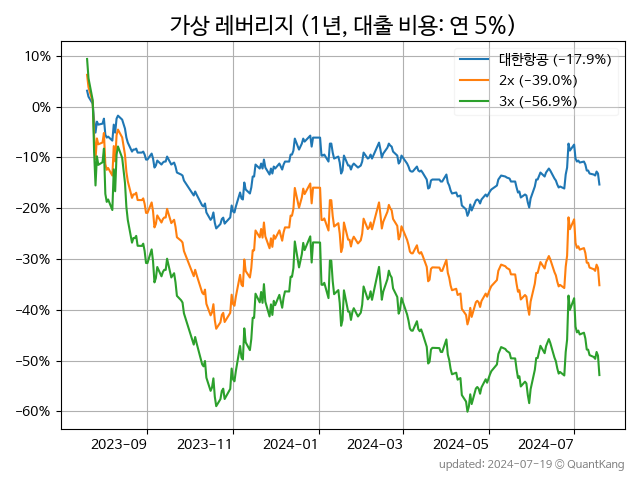 가상 레버리지 (1년, 대출 비용: 연 5%)
대한항공 (−17.9%)
2x (−39.0%)
3x (−56.9%)
10%
0%
−10%
−20%
−30%
−40%
−50%
−60%
2023-09
2023-11
2024-01
2024-03
2024-05
2024-07
updated: 2024-07-19 © QuantKang